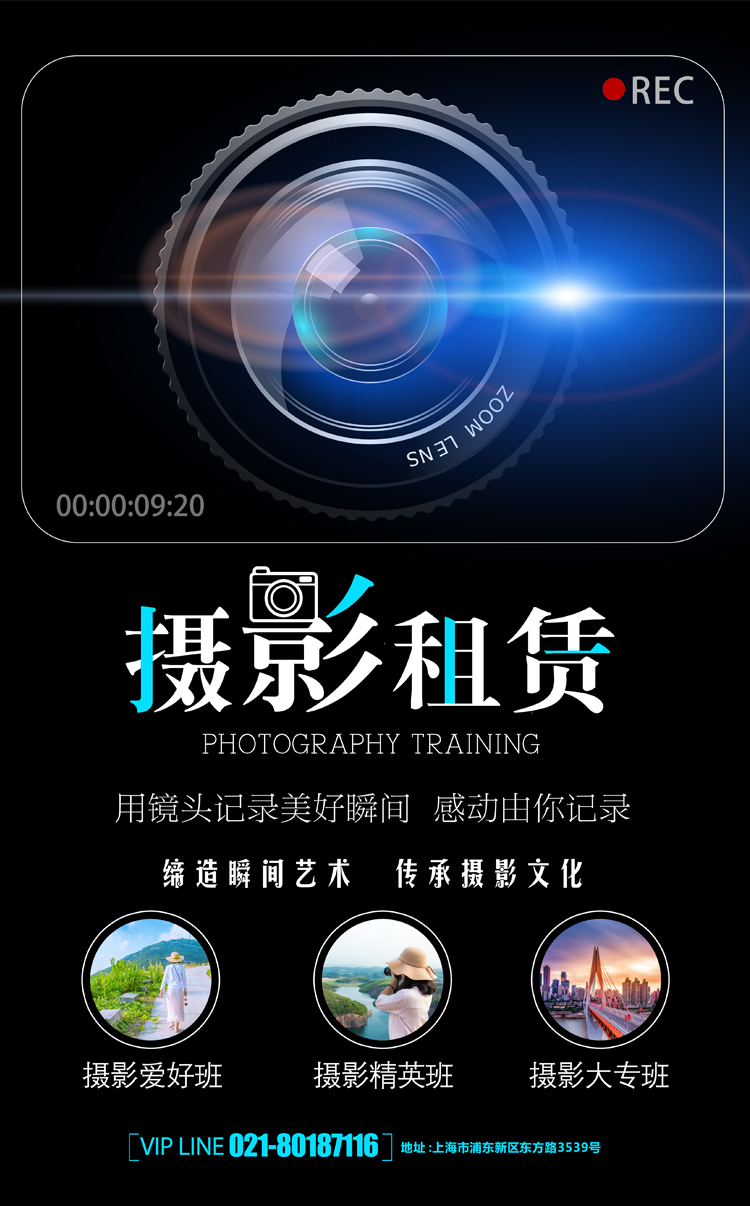 REC
ZOOM LENS
00:00:09:20
摄影租赁
PHOTOGRAPHY TRAINING
用镜头记录美好瞬间 感动由你记录
缔造瞬间艺术 传承摄影文化
摄影爱好班 摄影精英班 摄影大专班
VIP LINE 021-80187116 地址:上海市浦东新区东方路3539号